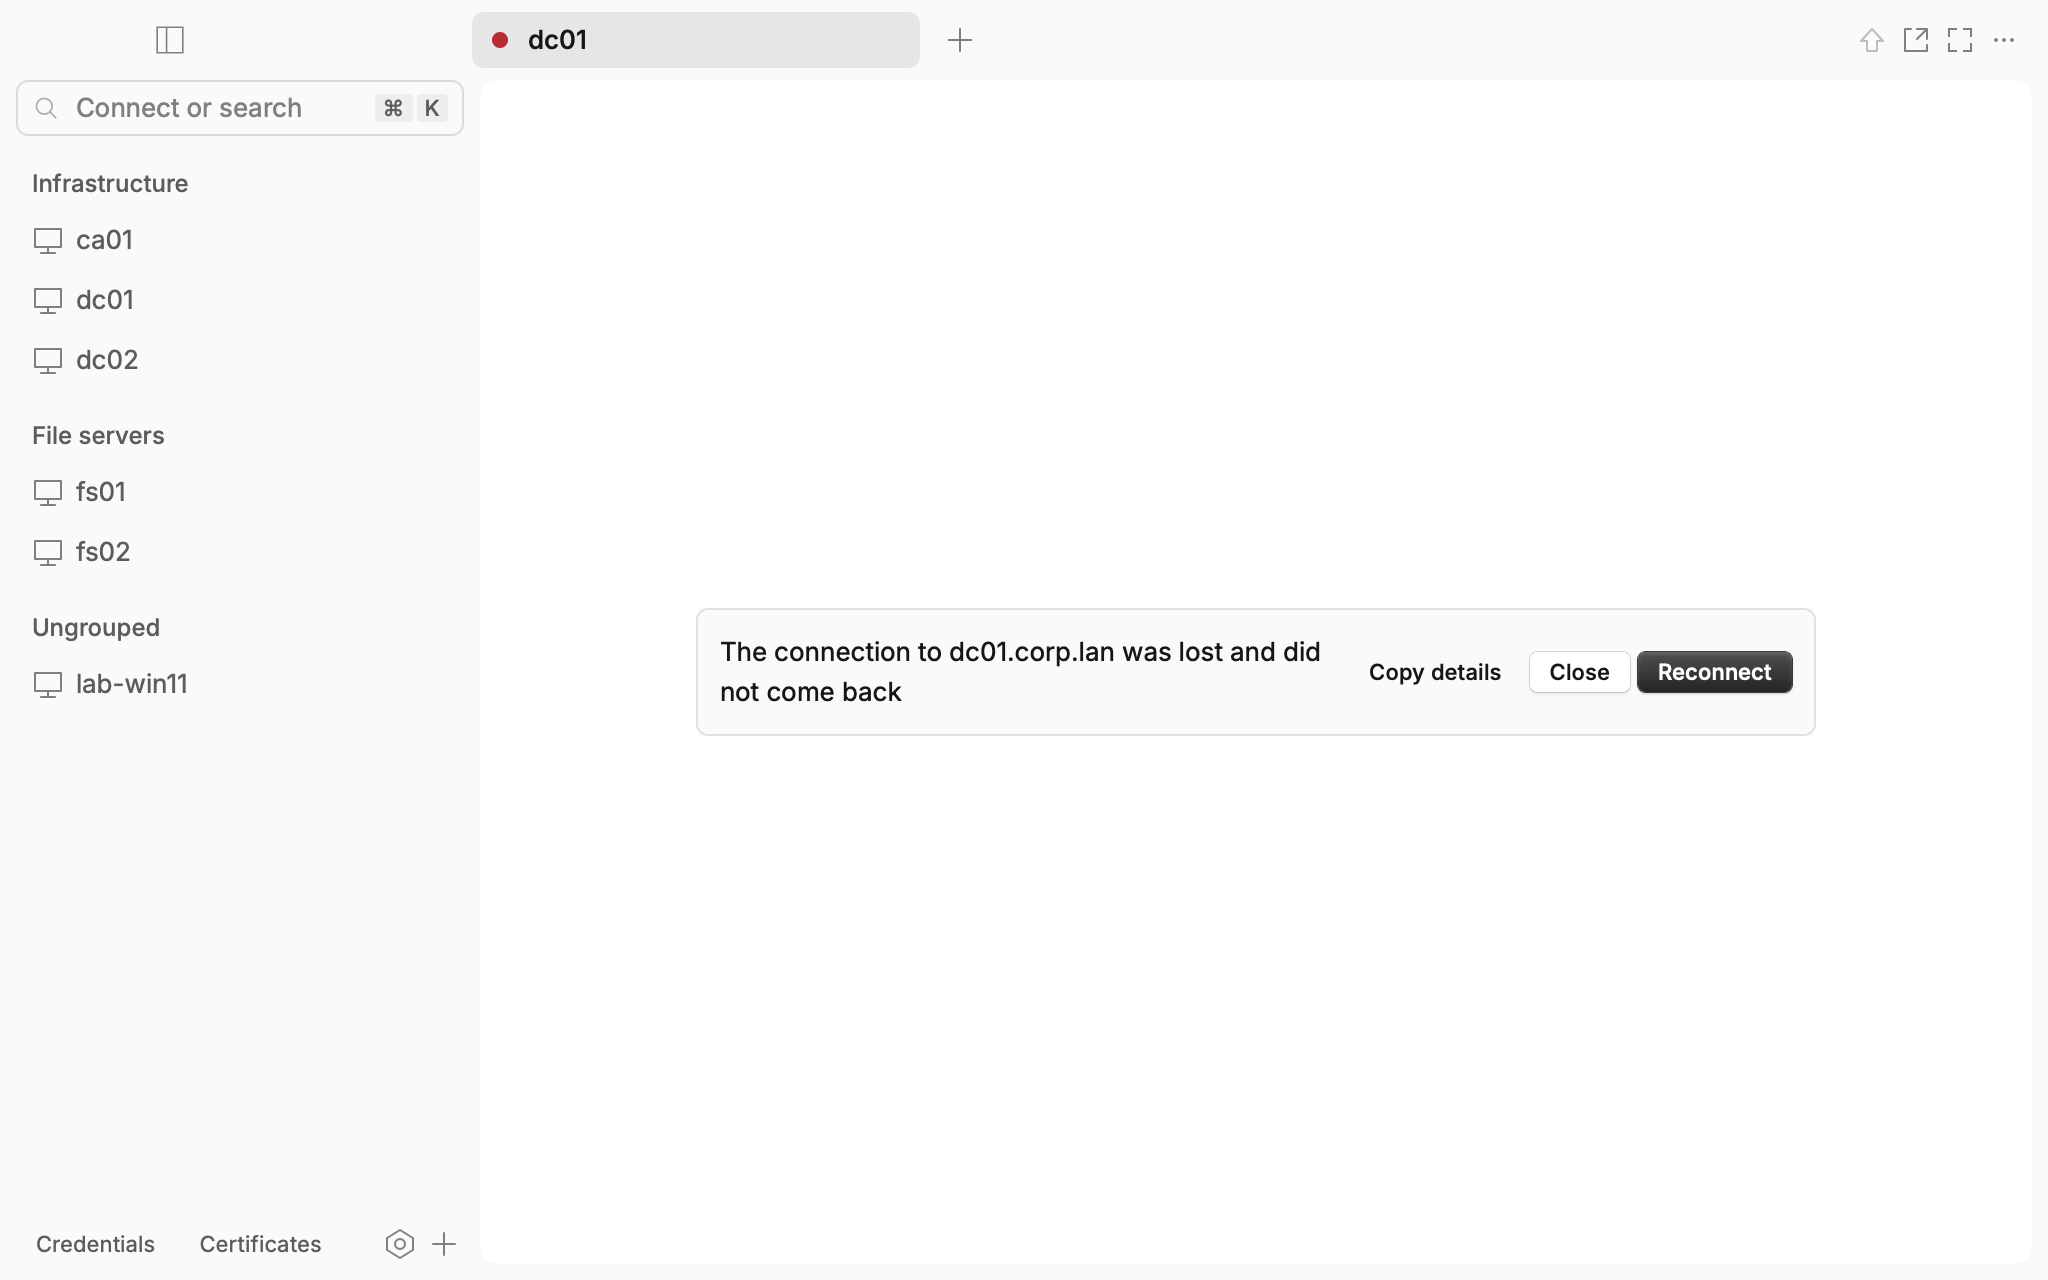 dc01
Connect or search ⌘ K
Infrastructure
ca01
dc01
dc02
File servers
fs01
fs02
Ungrouped
lab-win11
The connection to dc01.corp.lan was lost and did
not come back
Copy details
Close
Reconnect
Credentials
Certificates